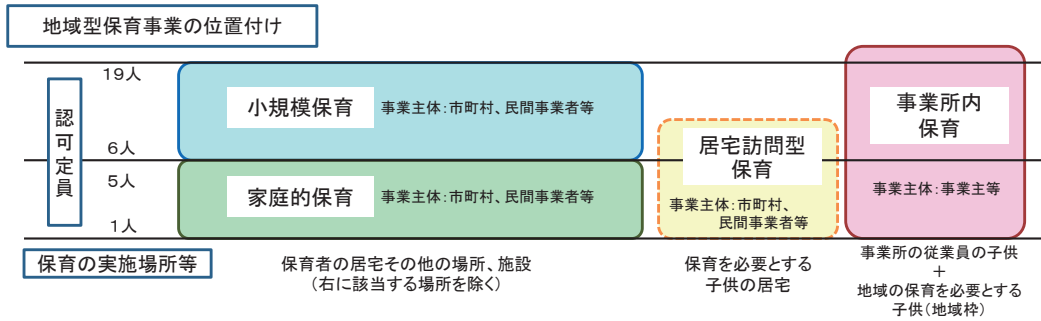 地域型保育事業の位置付け
認可定員
19人
6人
5人
1人
小規模保育
事業主体:市町村、民間事業者等
家庭的保育
事業主体:市町村、民間事業者等
居宅訪問型
保育
事業主体:市町村、
民間事業者等
事業所内
保育
事業主体:事業主等
保育の実施場所等
保育者の居宅その他の場所、施設
(右に該当する場所を除く)
保育を必要とする
子供の居宅
事業所の従業員の子供
+
地域の保育を必要とする
子供(地域枠)